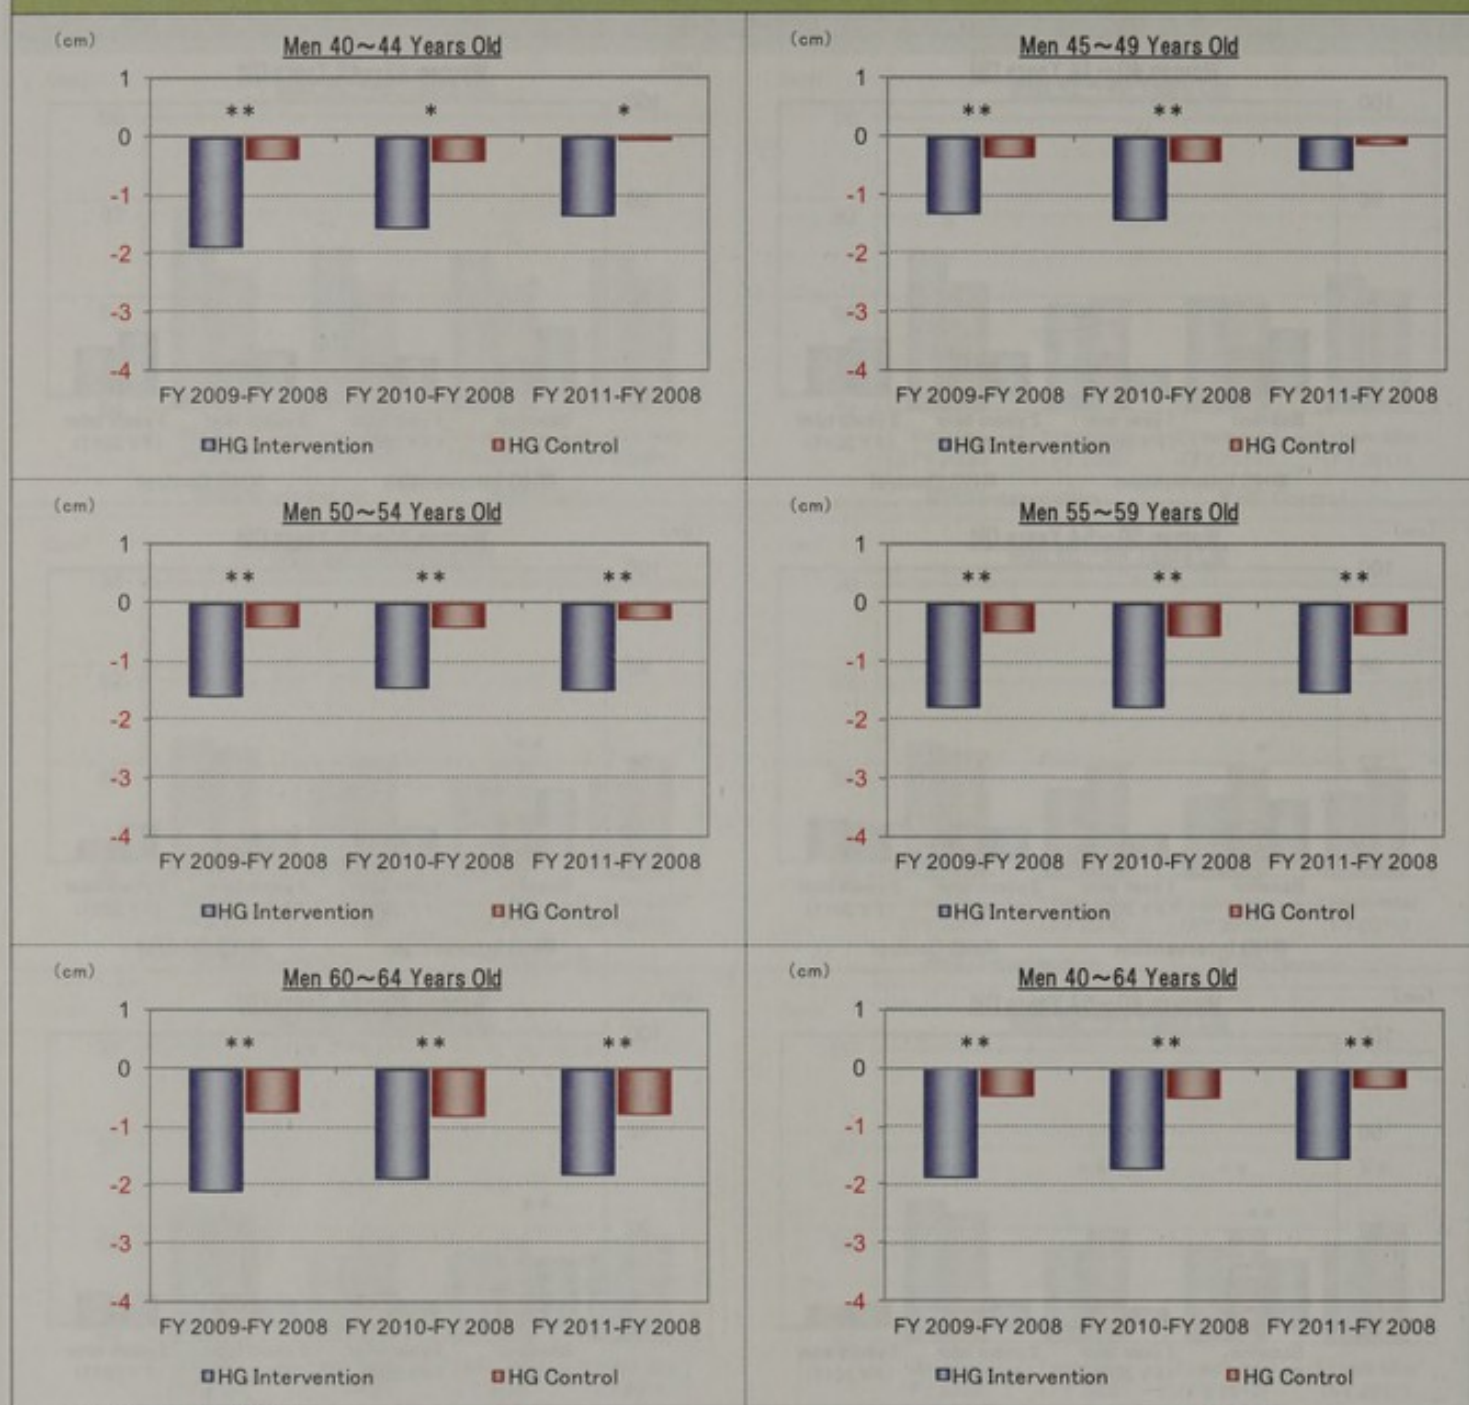 (cm)
Men 40～44 Years Old
1
** * *
0
-1
-2
-3
-4
FY 2009-FY 2008 FY 2010-FY 2008 FY 2011-FY 2008
HG Intervention HG Control
(cm)
Men 45～49 Years Old
1
** **
0
-1
-2
-3
-4
FY 2009-FY 2008 FY 2010-FY 2008 FY 2011-FY 2008
HG Intervention HG Control
(cm)
Men 50～54 Years Old
1
** ** **
0
-1
-2
-3
-4
FY 2009-FY 2008 FY 2010-FY 2008 FY 2011-FY 2008
HG Intervention HG Control
(cm)
Men 55～59 Years Old
1
** ** **
0
-1
-2
-3
-4
FY 2009-FY 2008 FY 2010-FY 2008 FY 2011-FY 2008
HG Intervention HG Control
(cm)
Men 60～64 Years Old
1
** ** **
0
-1
-2
-3
-4
FY 2009-FY 2008 FY 2010-FY 2008 FY 2011-FY 2008
HG Intervention HG Control
(cm)
Men 40～64 Years Old
1
** ** **
0
-1
-2
-3
-4
FY 2009-FY 2008 FY 2010-FY 2008 FY 2011-FY 2008
HG Intervention HG Control